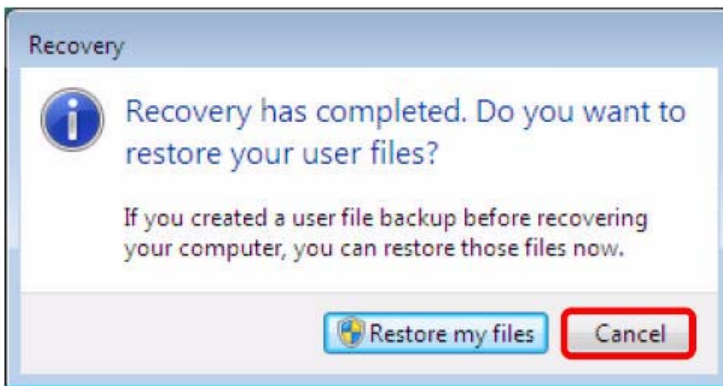 Recovery
Recovery has completed. Do you want to
restore your user files?
If you created a user file backup before recovering
your computer, you can restore those files now.
Restore my files
Cancel